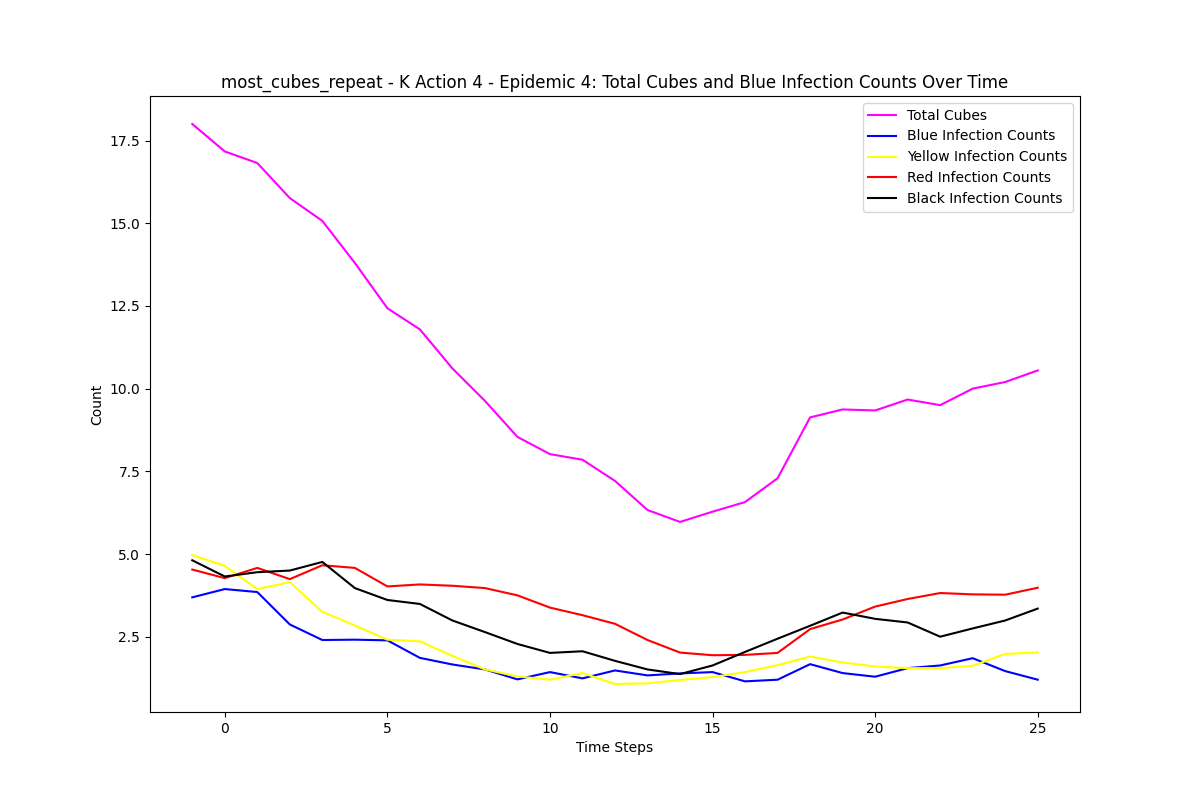 most_cubes_repeat - K Action 4 - Epidemic 4: Total Cubes and Blue Infection Counts Over Time
Total Cubes
Blue Infection Counts
Yellow Infection Counts
Red Infection Counts
Black Infection Counts
17.5
15.0
12.5
10.0
7.5
5.0
2.5
Count
0
5
10
15
20
25
Time Steps